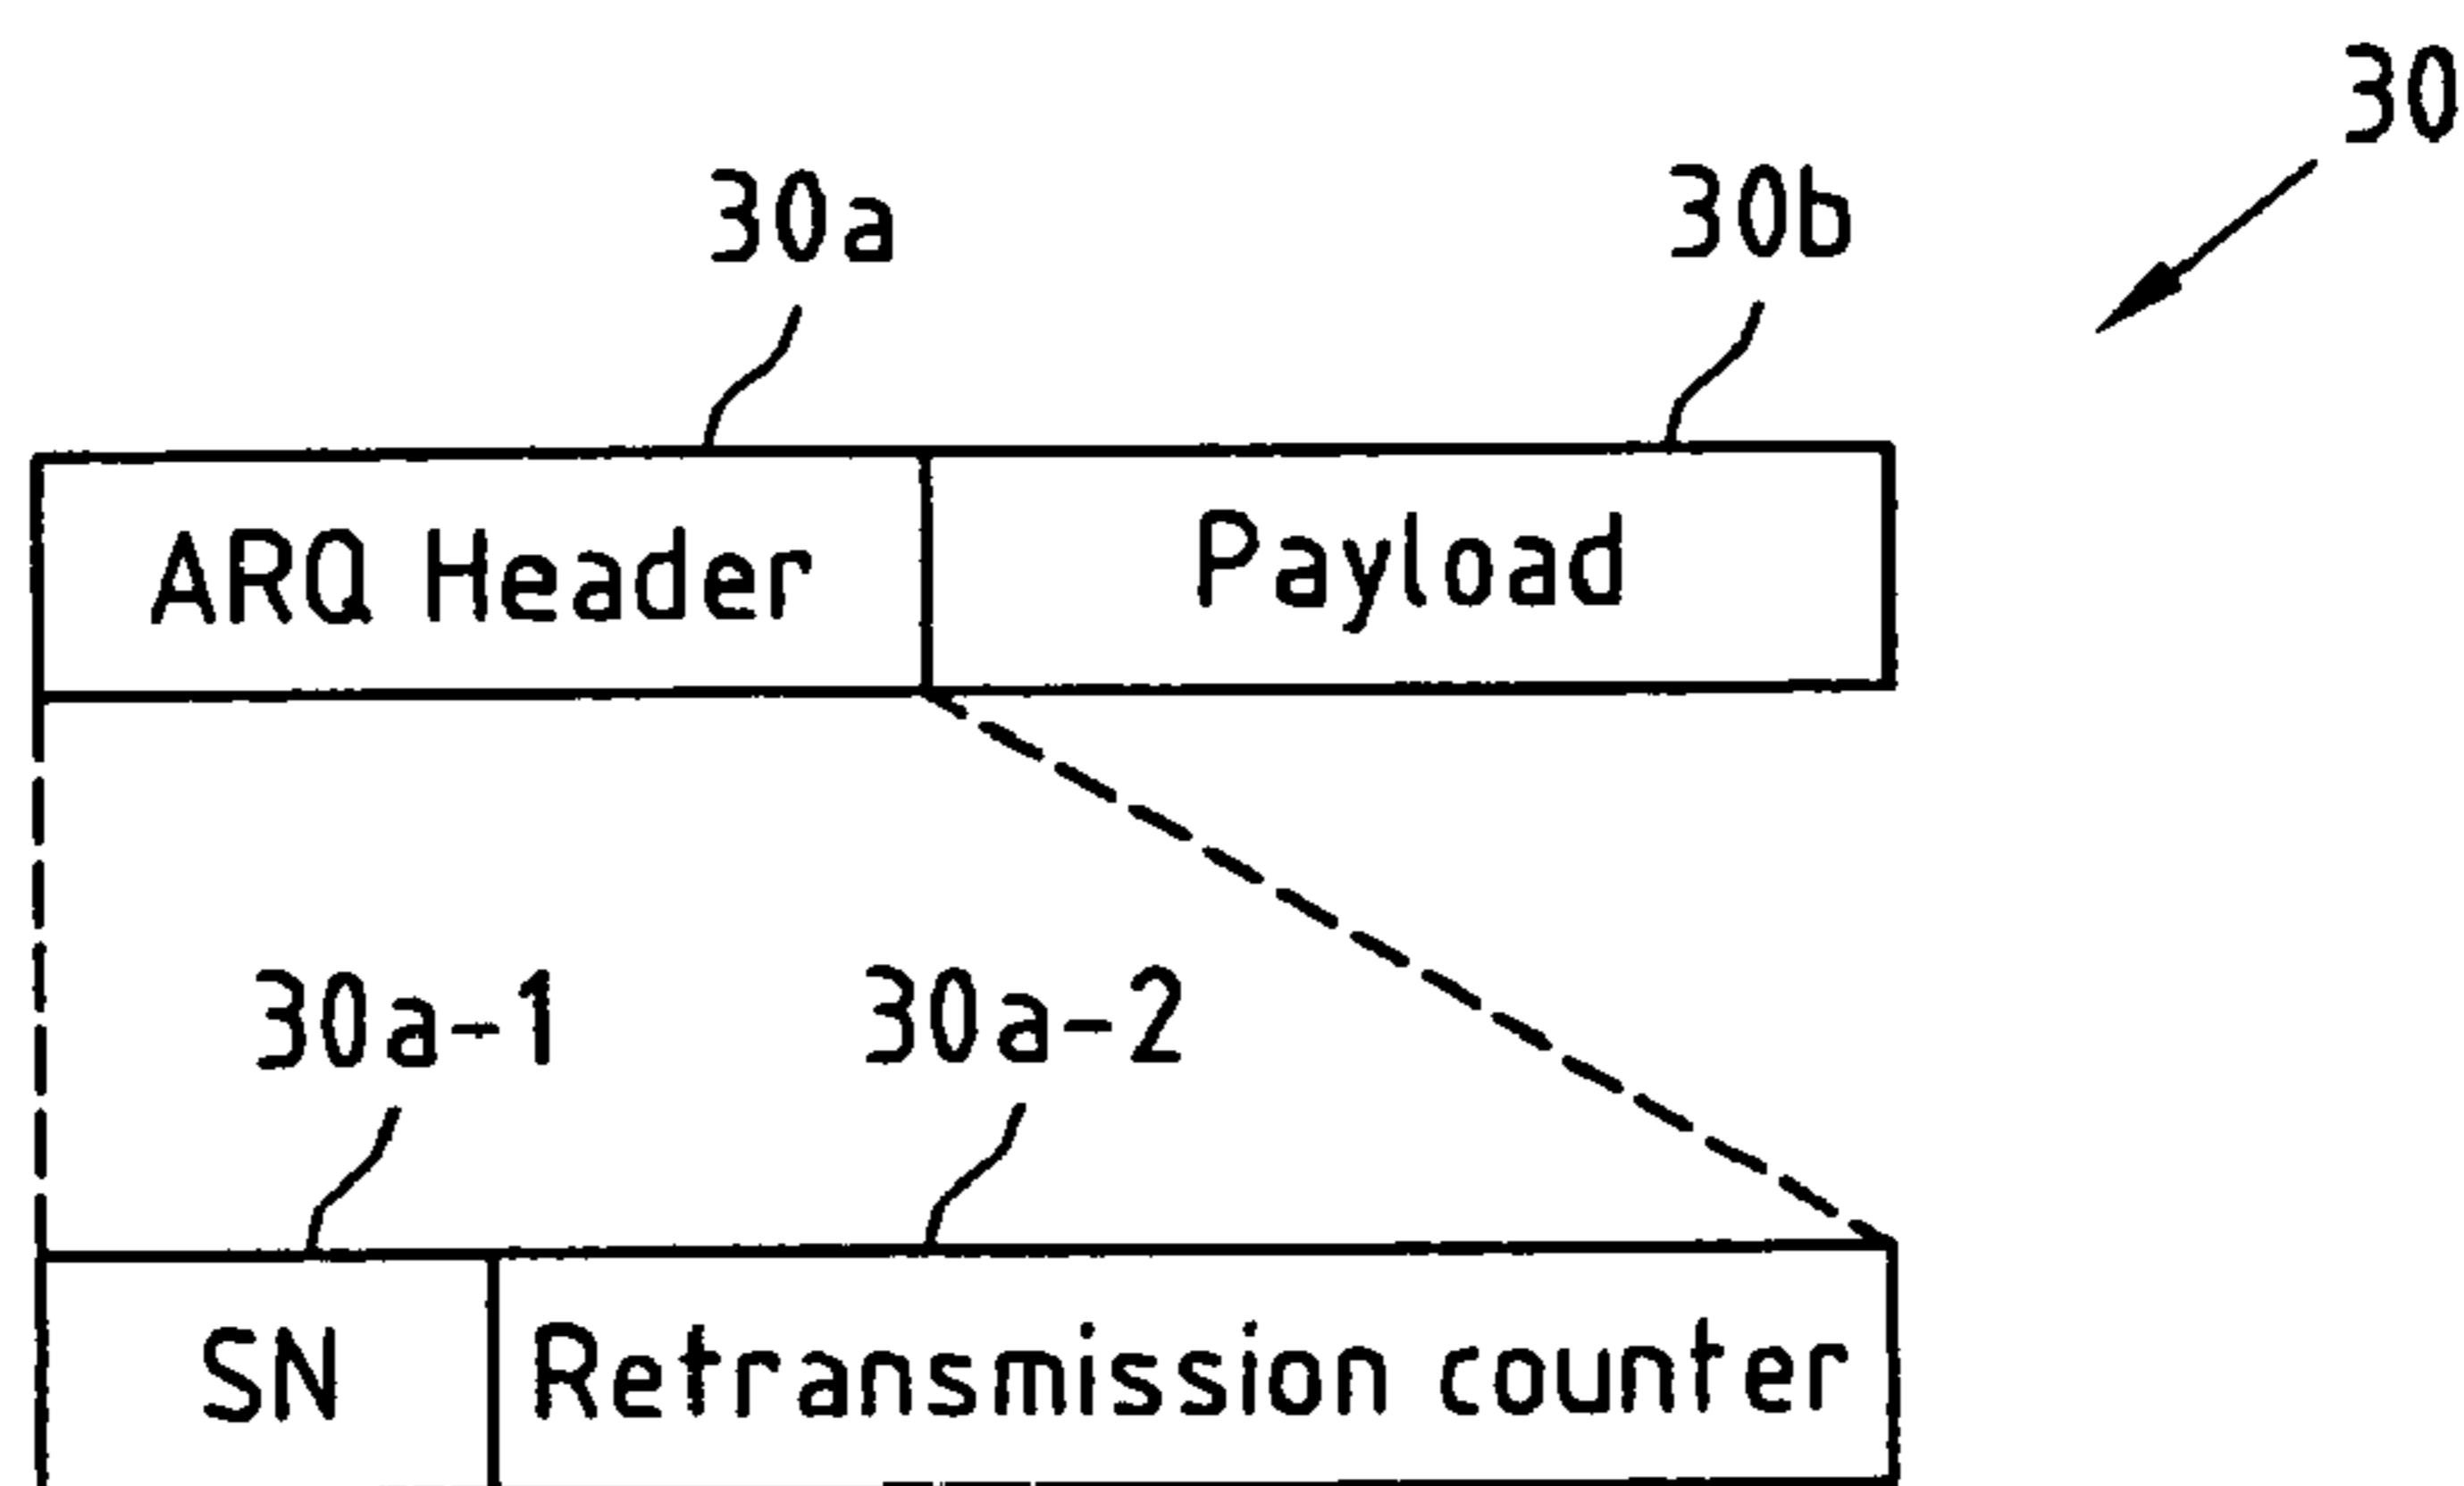 30
30a 30b
ARQ Header Payload
30a-1 30a-2
SN Retransmission counter